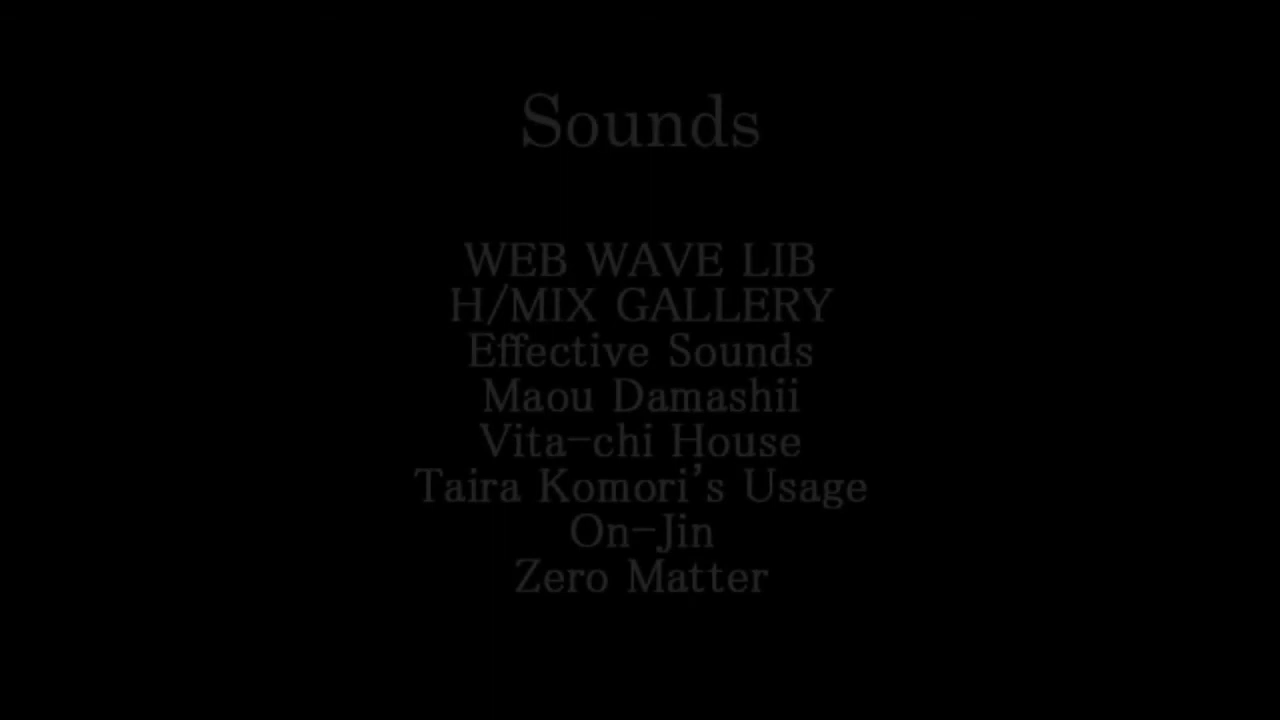 Sounds
WEB WAVE LIB
H/MIX GALLERY
Effective Sounds
Maou Damashii
Vita-chi House
Taira Komori's Usage
On-Jin
Zero Matter